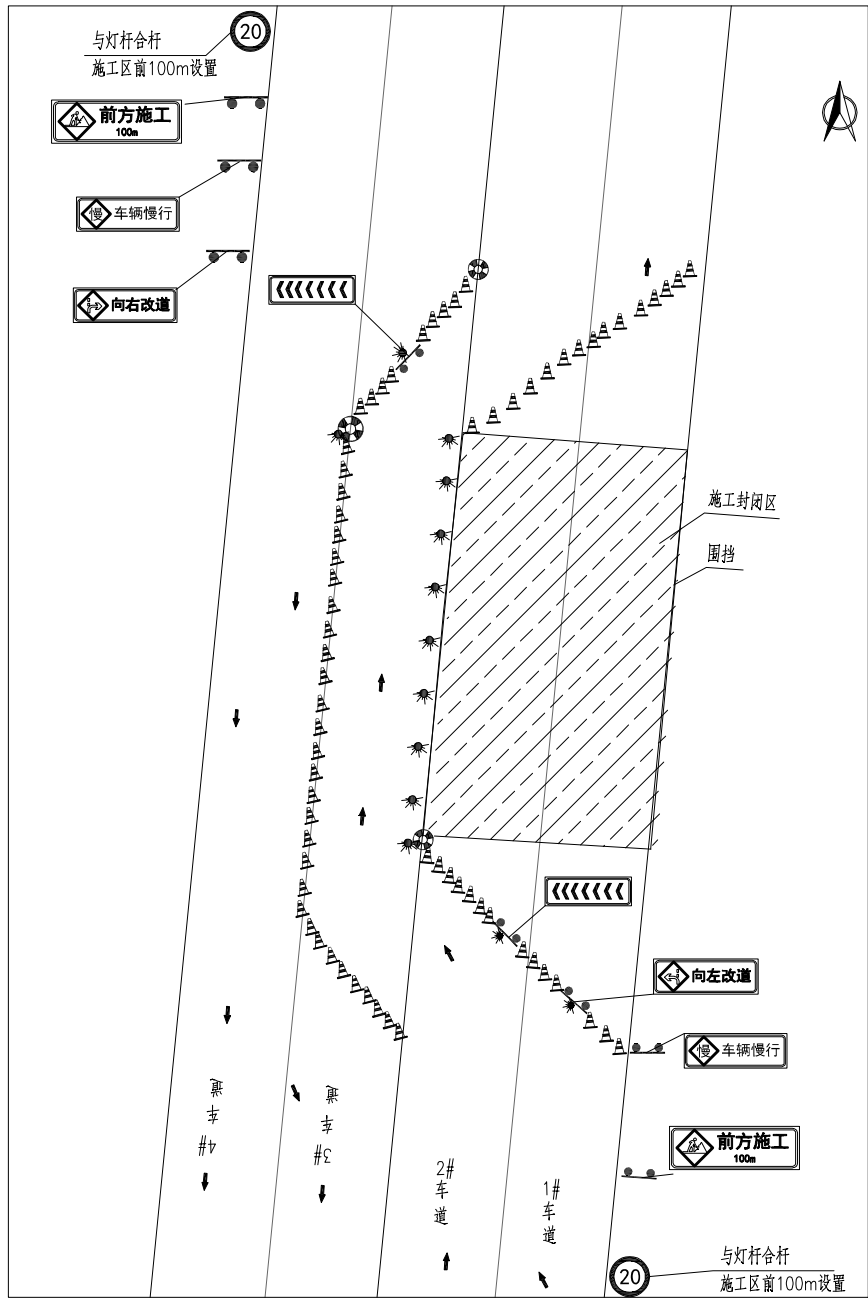 与灯杆合杆
施工区前100m设置
20
前方施工
100m
慢 车辆慢行
向右改道
施工封闭区
围挡
向左改道
慢 车辆慢行
前方施工
100m
4#车道
3#车道
2#车道
1#车道
20
与灯杆合杆
施工区前100m设置